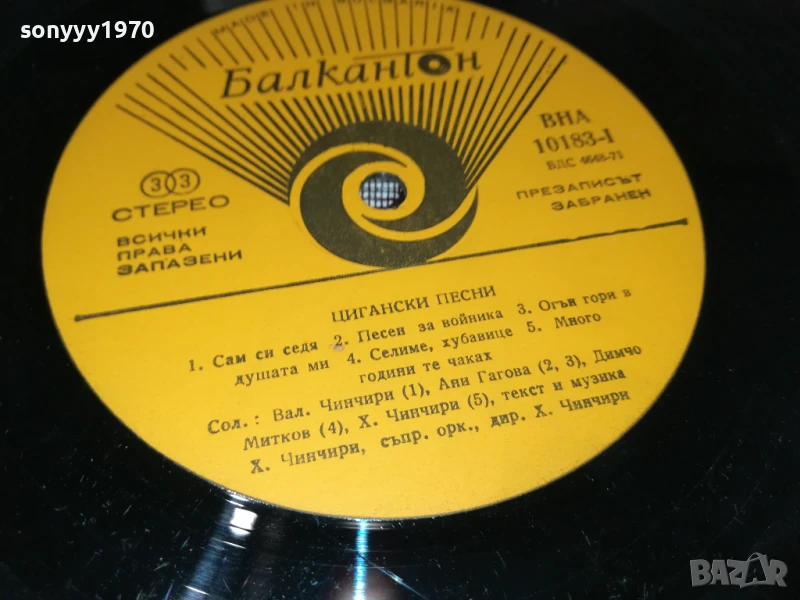 sonyyy1970
MADE IN BULGARIA
Балкантон
ВНА
10183-I
БДС 4668-71
33
СТЕРЕО
ПРЕЗАПИСЪТ
ЗАБРАНЕН
ВСИЧКИ
ПРАВА
ЗАПАЗЕНИ
ЦИГАНСКИ ПЕСНИ
1. Сам си седя 2. Песен за войника 3. Огън гори в
душата ми 4. Селиме, хубавице 5. Много
години те чаках
Сол.: Вал. Чинчири (1), Ани Гагова (2, 3), Димчо
Митков (4), Х. Чинчири (5), текст и музика
Х. Чинчири, съпр. орк., дир. Х. Чинчири
BAZAR